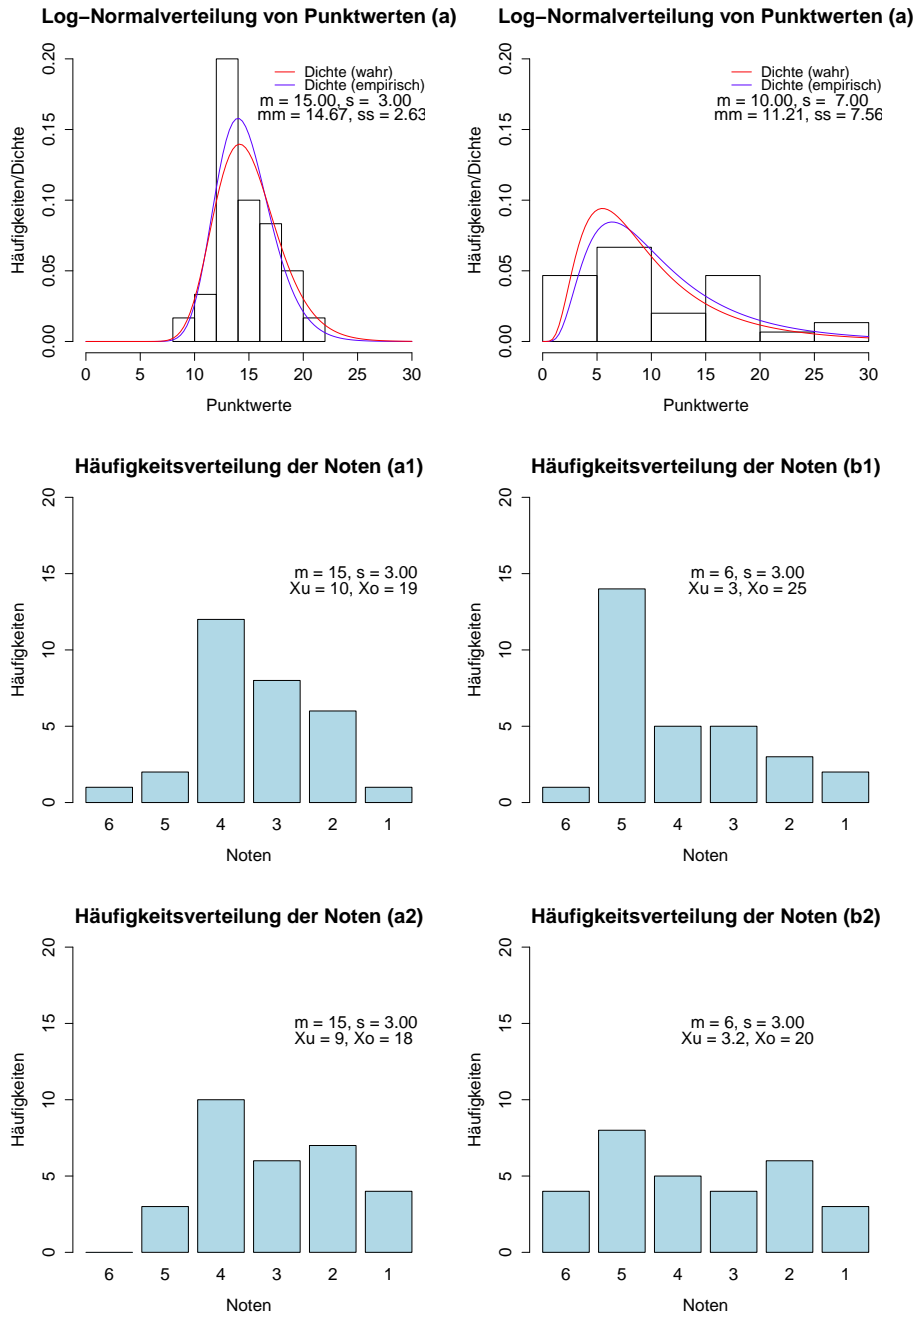 Log–Normalverteilung von Punktwerten (a)
Häufigkeiten/Dichte
0.00 0.05 0.10 0.15 0.20
Dichte (wahr)
Dichte (empirisch)
m = 15.00, s = 3.00
mm = 14.67, ss = 2.63
0 5 10 15 20 25 30
Punktwerte
Log–Normalverteilung von Punktwerten (a)
Häufigkeiten/Dichte
0.00 0.05 0.10 0.15 0.20
Dichte (wahr)
Dichte (empirisch)
m = 10.00, s = 7.00
mm = 11.21, ss = 7.56
0 5 10 15 20 25 30
Punktwerte
Häufigkeitsverteilung der Noten (a1)
Häufigkeiten
0 5 10 15 20
m = 15, s = 3.00
Xu = 10, Xo = 19
6 5 4 3 2 1
Noten
Häufigkeitsverteilung der Noten (b1)
Häufigkeiten
0 5 10 15 20
m = 6, s = 3.00
Xu = 3, Xo = 25
6 5 4 3 2 1
Noten
Häufigkeitsverteilung der Noten (a2)
Häufigkeiten
0 5 10 15 20
m = 15, s = 3.00
Xu = 9, Xo = 18
6 5 4 3 2 1
Noten
Häufigkeitsverteilung der Noten (b2)
Häufigkeiten
0 5 10 15 20
m = 6, s = 3.00
Xu = 3.2, Xo = 20
6 5 4 3 2 1
Noten